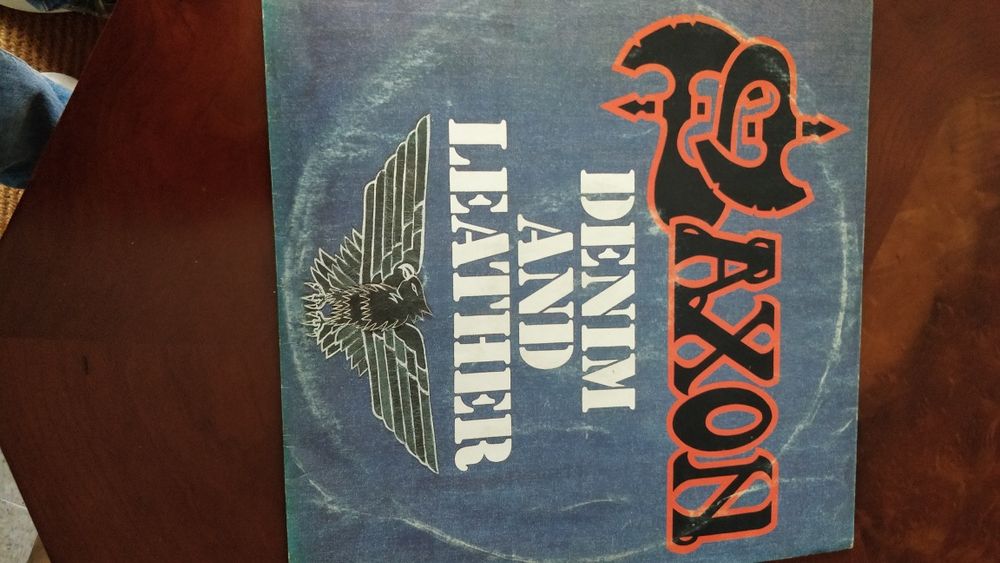 SAXON
DENIM
AND
LEATHER